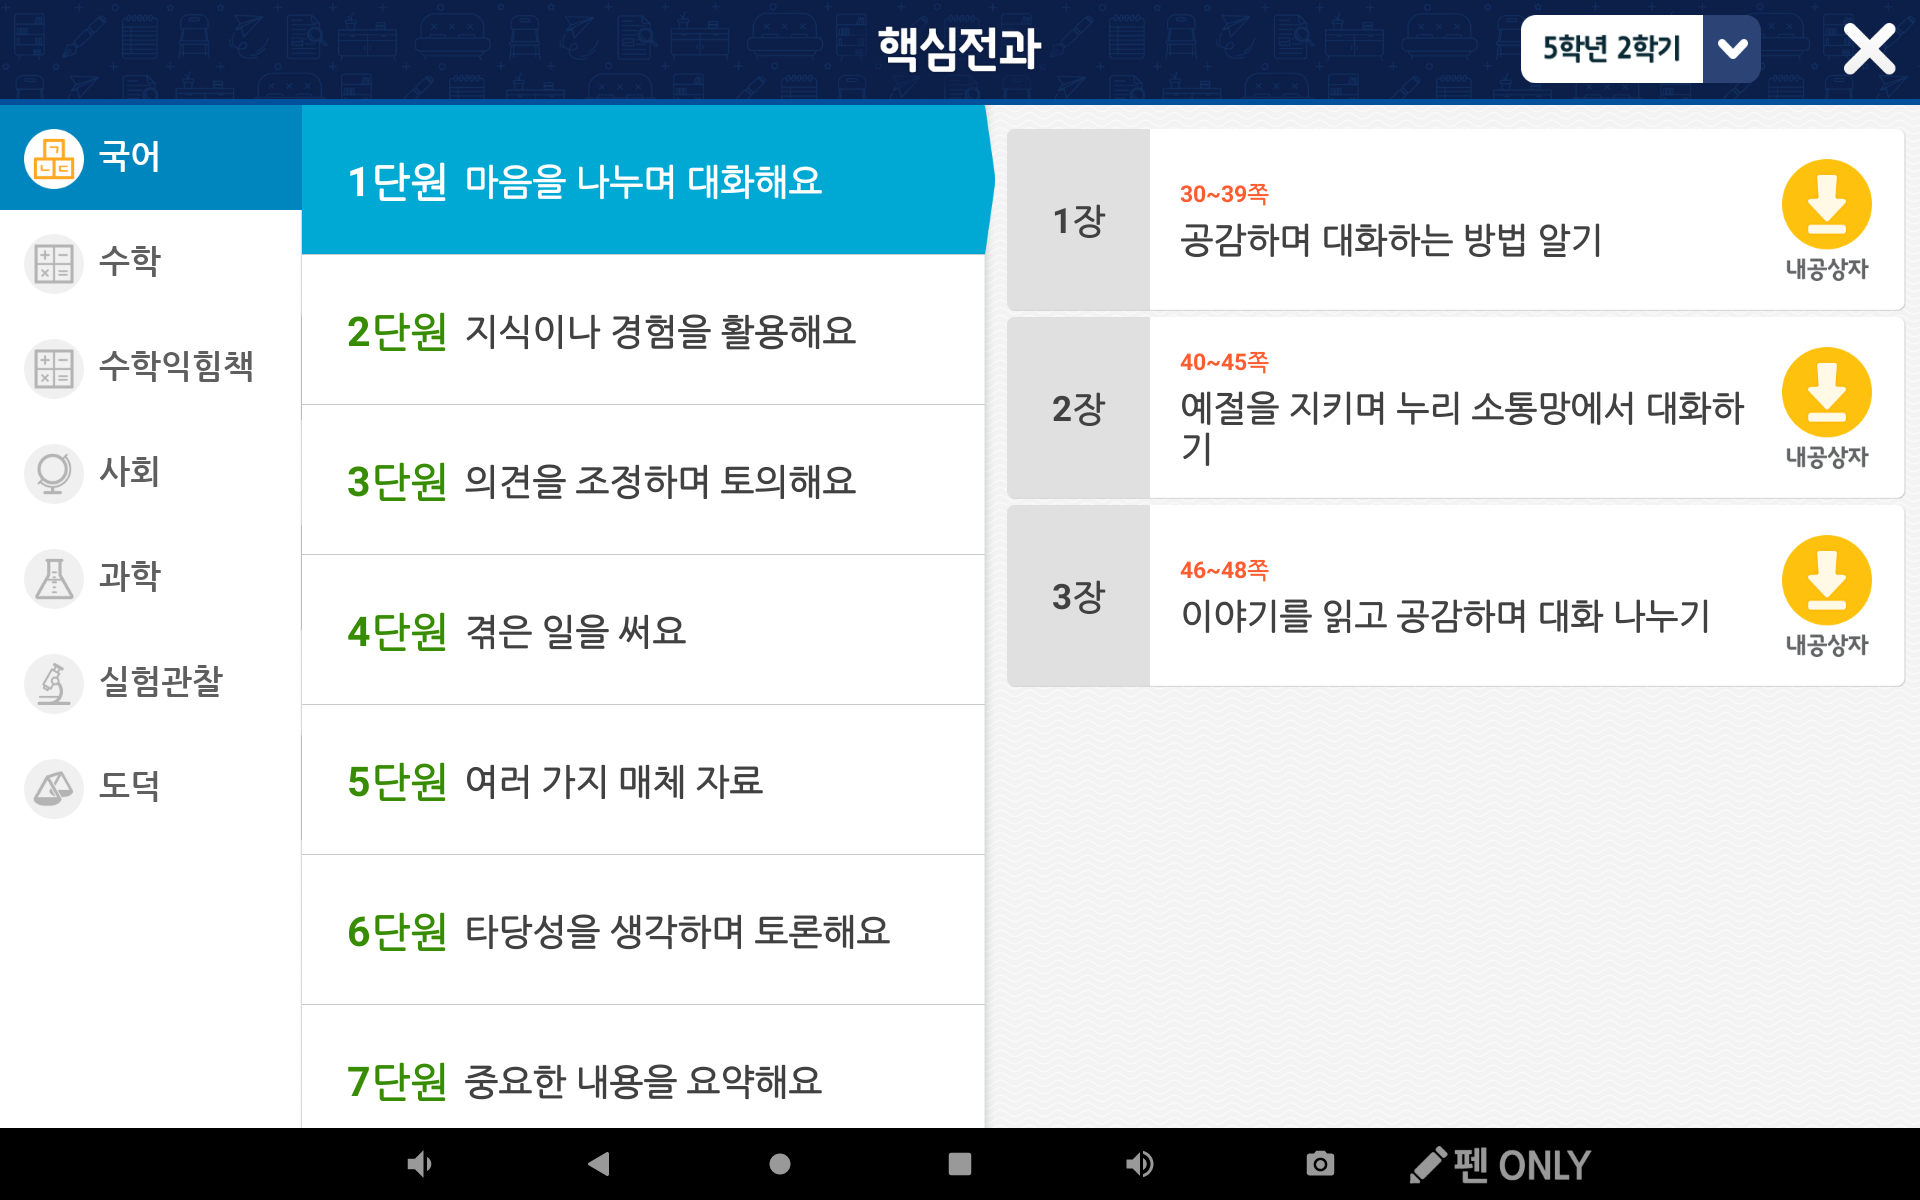 핵심전과
5학년 2학기
국어
수학
수학익힘책
사회
과학
실험관찰
도덕
1단원 마음을 나누며 대화해요
2단원 지식이나 경험을 활용해요
3단원 의견을 조정하며 토의해요
4단원 겪은 일을 써요
5단원 여러 가지 매체 자료
6단원 타당성을 생각하며 토론해요
7단원 중요한 내용을 요약해요
1장
30~39쪽
공감하며 대화하는 방법 알기
내공상자
2장
40~45쪽
예절을 지키며 누리 소통망에서 대화하
기
내공상자
3장
46~48쪽
이야기를 읽고 공감하며 대화 나누기
내공상자
펜 ONLY